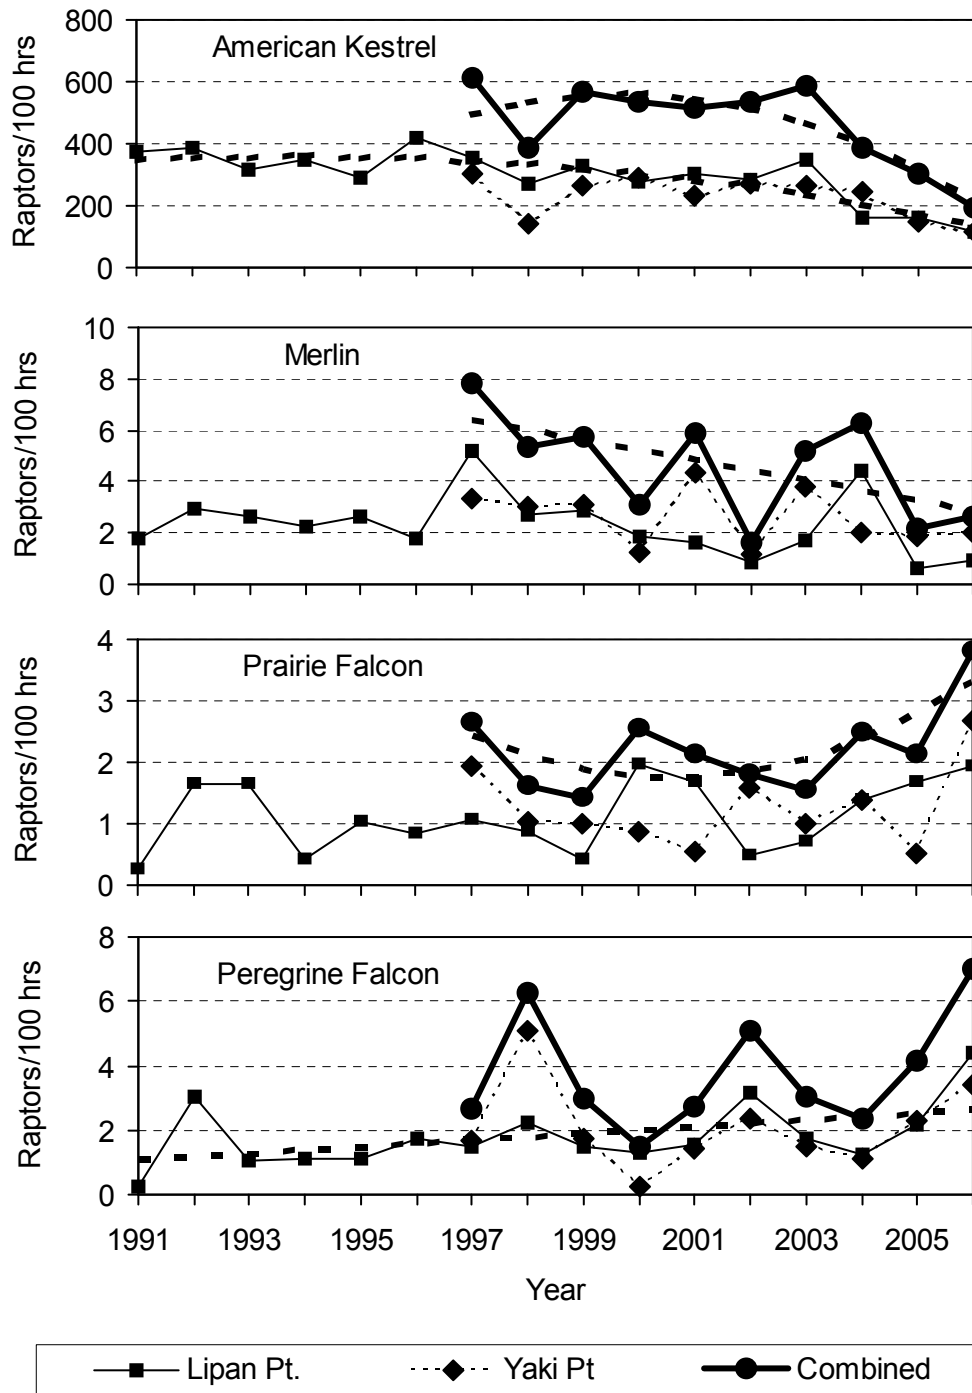 American Kestrel
Raptors/100 hrs
800
600
400
200
0
Merlin
Raptors/100 hrs
10
8
6
4
2
0
Prairie Falcon
Raptors/100 hrs
4
3
2
1
0
Peregrine Falcon
Raptors/100 hrs
8
6
4
2
0
1991 1993 1995 1997 1999 2001 2003 2005
Year
Lipan Pt. Yaki Pt Combined